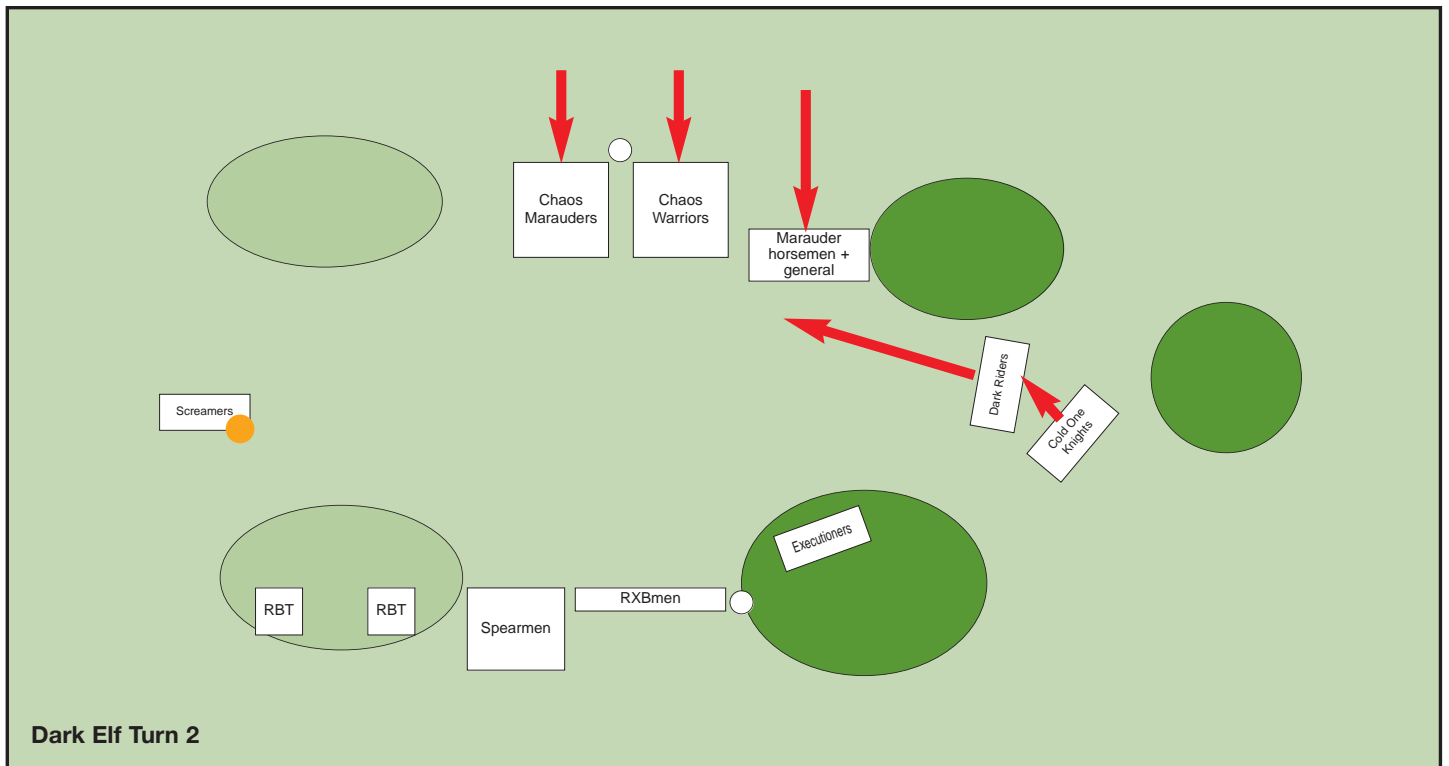 Chaos
Marauders
Chaos
Warriors
Marauder
horsemen +
general
Dark Riders
Cold One
Knights
Screamers
Executioners
RBT
RBT
Spearmen
RXBmen
Dark Elf Turn 2